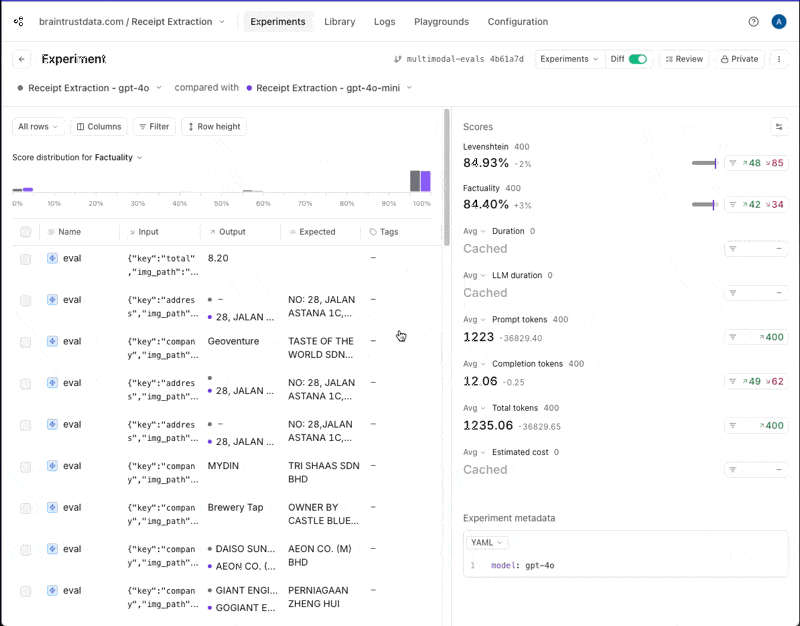 braintrustdata.com / Receipt Extraction
Experiments
Library
Logs
Playgrounds
Configuration
A
Experiment
multimodal-evals 4b61a7d
Experiments
Diff
Review
Private
Receipt Extraction - gpt-4o
compared with
Receipt Extraction - gpt-4o-mini
All rows
Columns
Filter
Row height
Score distribution for Factuality
0% 10% 20% 30% 40% 50% 60% 70% 80% 90% 100%
Name Input Output Expected Tags
eval {"key":"total" 8.20 –
,"img_path":"...
eval {"key":"addres – NO: 28, JALAN –
s","img_path"... 28, JALAN ... ASTANA 1C,...
eval {"key":"compan Geoventure TASTE OF THE –
y","img_path"... WORLD SDN...
eval {"key":"addres NO: 28, JALAN –
s","img_path"... 28, JALAN ... ASTANA 1C,...
eval {"key":"addres – NO:28,JALAN –
s","img_path"... 28, JALAN ... ASTANA 1C,...
eval {"key":"compan MYDIN TRI SHAAS SDN –
y","img_path"... BHD
eval {"key":"compan Brewery Tap OWNER BY –
y","img_path"... CASTLE BLUE...
eval {"key":"compan DAISO SUN... AEON CO. (M) –
y","img_path"... AEON CO. (... BHD
eval {"key":"compan GIANT ENGI... PERNIAGAAN –
y","img_path"... GOGIANT E... ZHENG HUI
Scores
Levenshtein 400
84.93% -2% 48 85
Factuality 400
84.40% +3% 42 34
Avg Duration 0
Cached –
Avg LLM duration 0
Cached –
Avg Prompt tokens 400
1223 -36829.40 400
Avg Completion tokens 400
12.06 -0.25 49 62
Avg Total tokens 400
1235.06 -36829.65 400
Avg Estimated cost 0
Cached –
Experiment metadata
YAML
1 model: gpt-4o